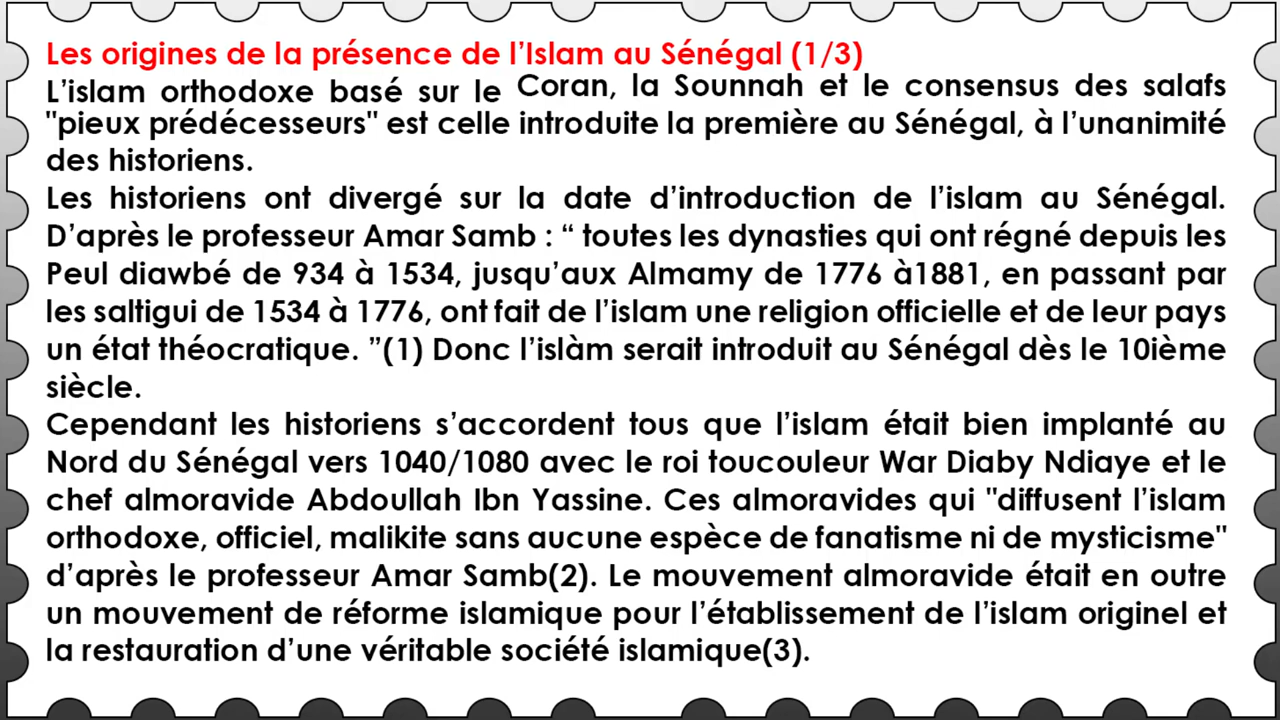 Les origines de la présence de l’Islam au Sénégal (1/3)
L’islam orthodoxe basé sur le Coran, la Sounnah et le consensus des salafs
"pieux prédécesseurs" est celle introduite la première au Sénégal, à l’unanimité
des historiens.
Les historiens ont divergé sur la date d’introduction de l’islam au Sénégal.
D’après le professeur Amar Samb : “ toutes les dynasties qui ont régné depuis les
Peul diawbé de 934 à 1534, jusqu’aux Almamy de 1776 à1881, en passant par
les saltigui de 1534 à 1776, ont fait de l’islam une religion officielle et de leur pays
un état théocratique. ”(1) Donc l’islàm serait introduit au Sénégal dès le 10ième
siècle.
Cependant les historiens s’accordent tous que l’islam était bien implanté au
Nord du Sénégal vers 1040/1080 avec le roi toucouleur War Diaby Ndiaye et le
chef almoravide Abdoullah Ibn Yassine. Ces almoravides qui "diffusent l’islam
orthodoxe, officiel, malikite sans aucune espèce de fanatisme ni de mysticisme"
d’après le professeur Amar Samb(2). Le mouvement almoravide était en outre
un mouvement de réforme islamique pour l’établissement de l’islam originel et
la restauration d’une véritable société islamique(3).